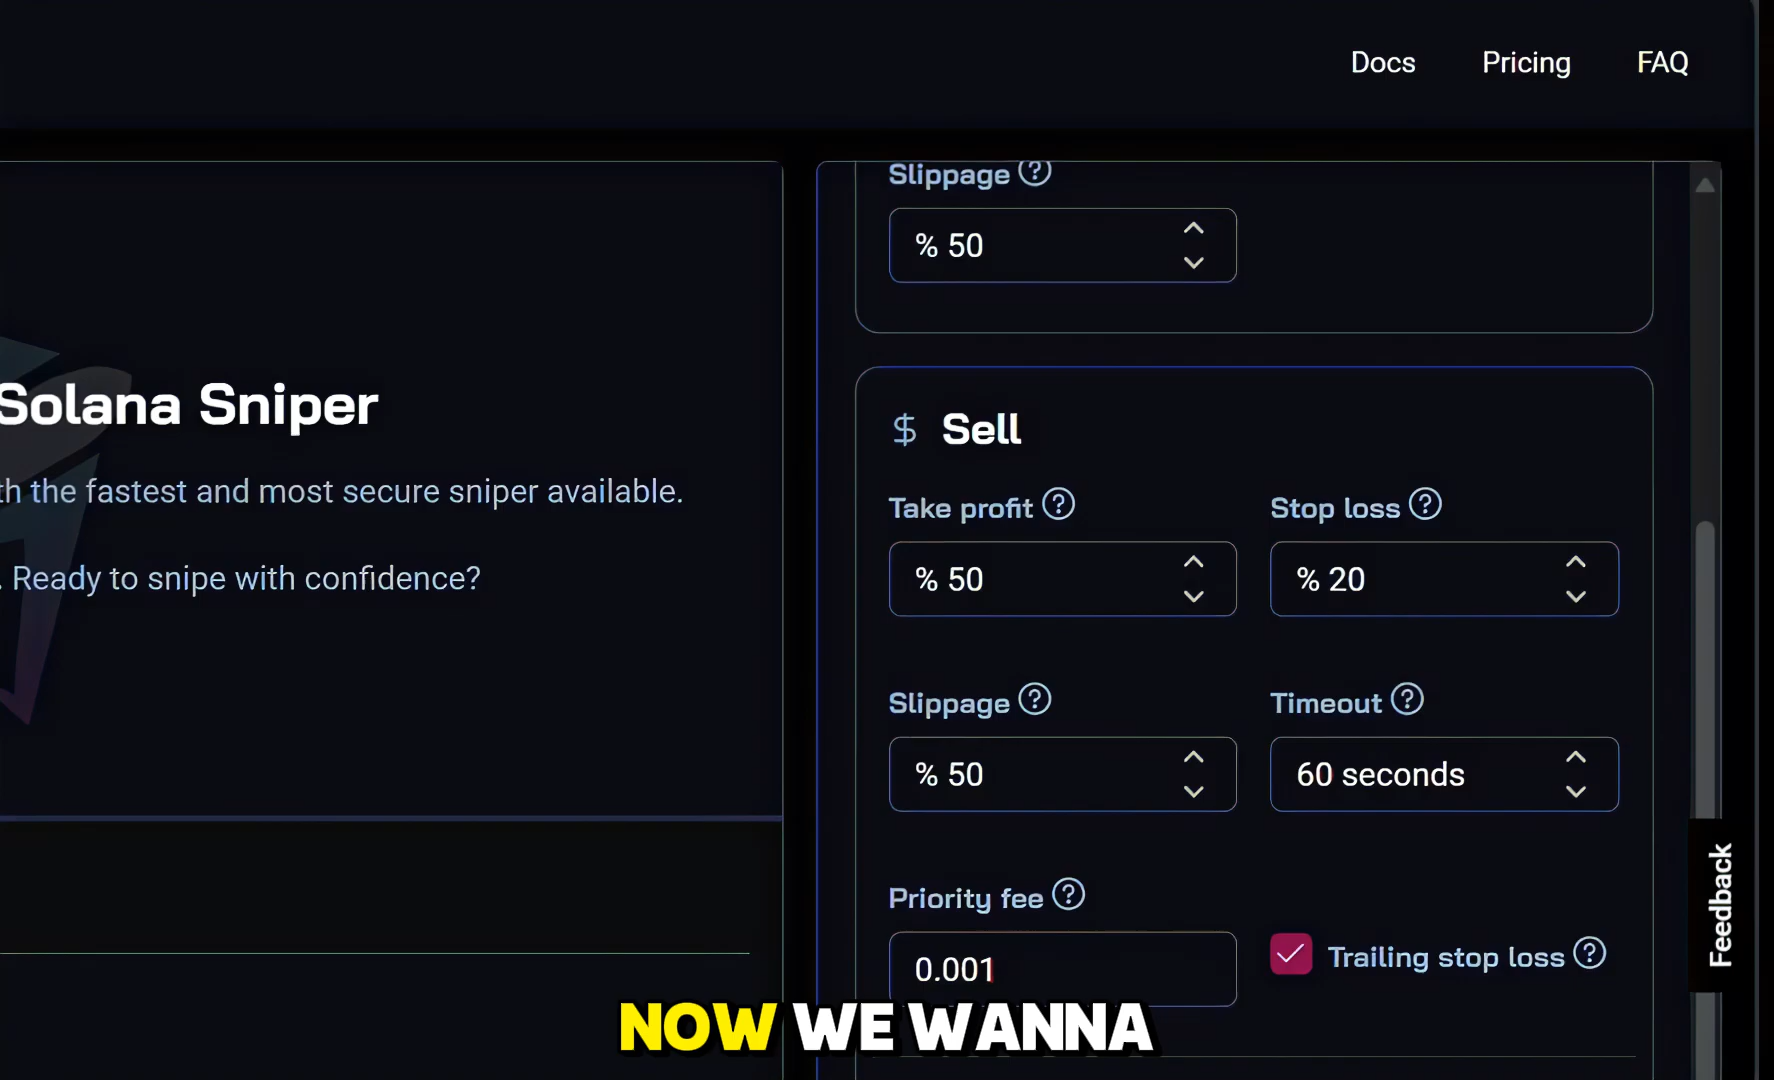 Docs Pricing FAQ
Slippage
% 50
Solana Sniper
the fastest and most secure sniper available.
. Ready to snipe with confidence?
$ Sell
Take profit Stop loss
% 50 % 20
Slippage Timeout
% 50 60 seconds
Priority fee
0.001 Trailing stop loss
Feedback
NOW WE WANNA